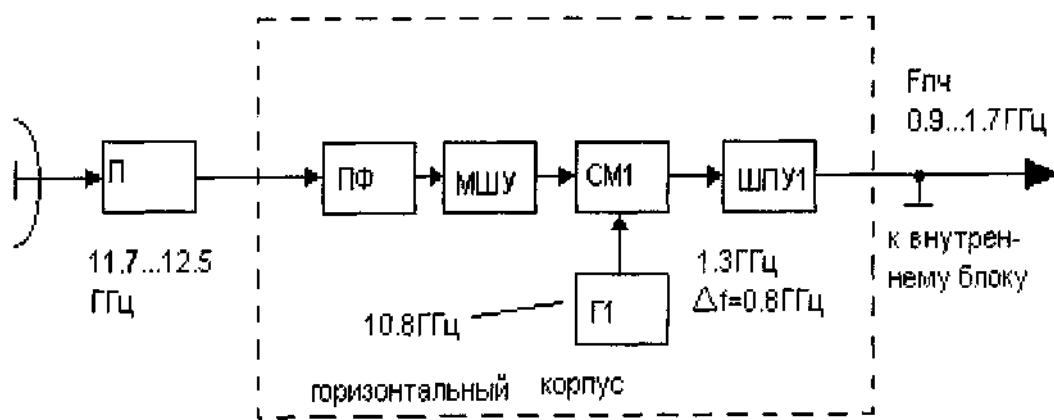 Fпч
0.9...1.7ГГц
П
ПФ
МШУ
СМ1
ШПУ1
11.7...12.5
ГГц
10.8ГГц
Г1
1.3ГГц
△f=0.8ГГц
к внутрен-
нему блоку
горизонтальный корпус